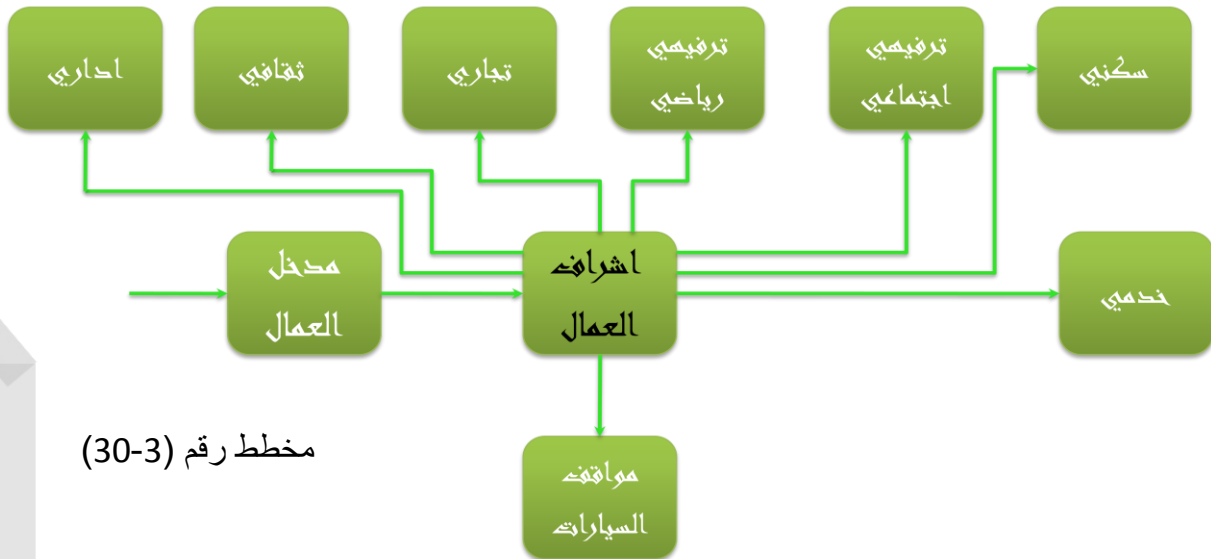 سكني
ترفيهي
اجتماعي
ترفيهي
رياضي
تجاري
ثقافي
اداري
خدمي
اشراف
العمال
مدخل
العمال
مواقف
السيارات
مخطط رقم (3-30)